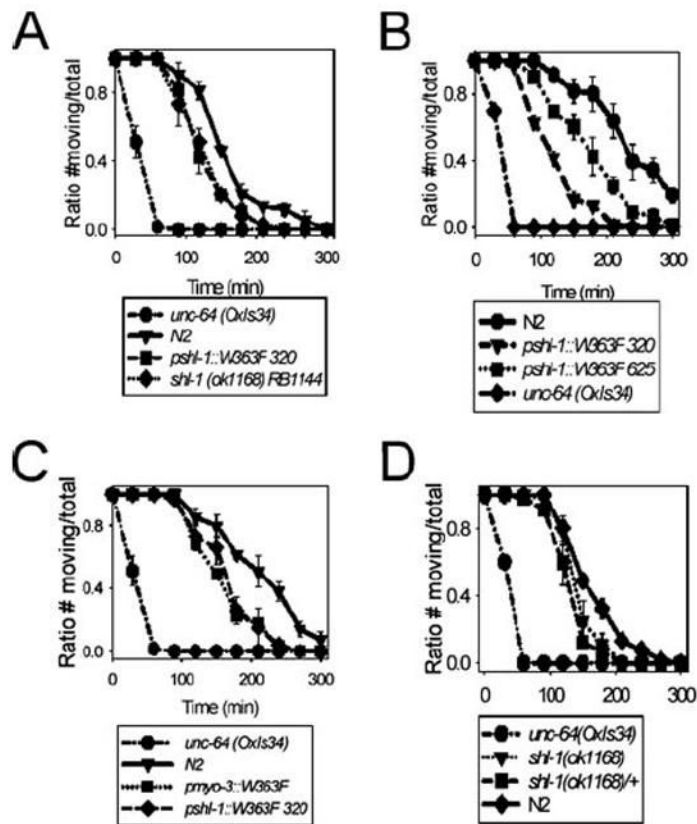 A
Ratio #moving/total
0.8
0.4
0.0
0 100 200 300
Time (min)
unc-64 (OxIs34)
N2
pshl-1::W363F 320
shl-1 (ok1168) RB1144
B
Ratio #moving/total
0.8
0.4
0.0
0 100 200 300
Time (min)
N2
pshl-1::W363F 320
pshl-1::W363F 625
unc-64 (OxIs34)
C
Ratio # moving/total
0.8
0.4
0.0
0 100 200 300
Time (min)
unc-64 (OxIs34)
N2
pmyo-3::W363F
pshl-1::W363F 320
D
Ratio # moving/total
0.8
0.4
0.0
0 100 200 300
unc-64(OxIs34)
shl-1(ok1168)
shl-1(ok1168)/+
N2